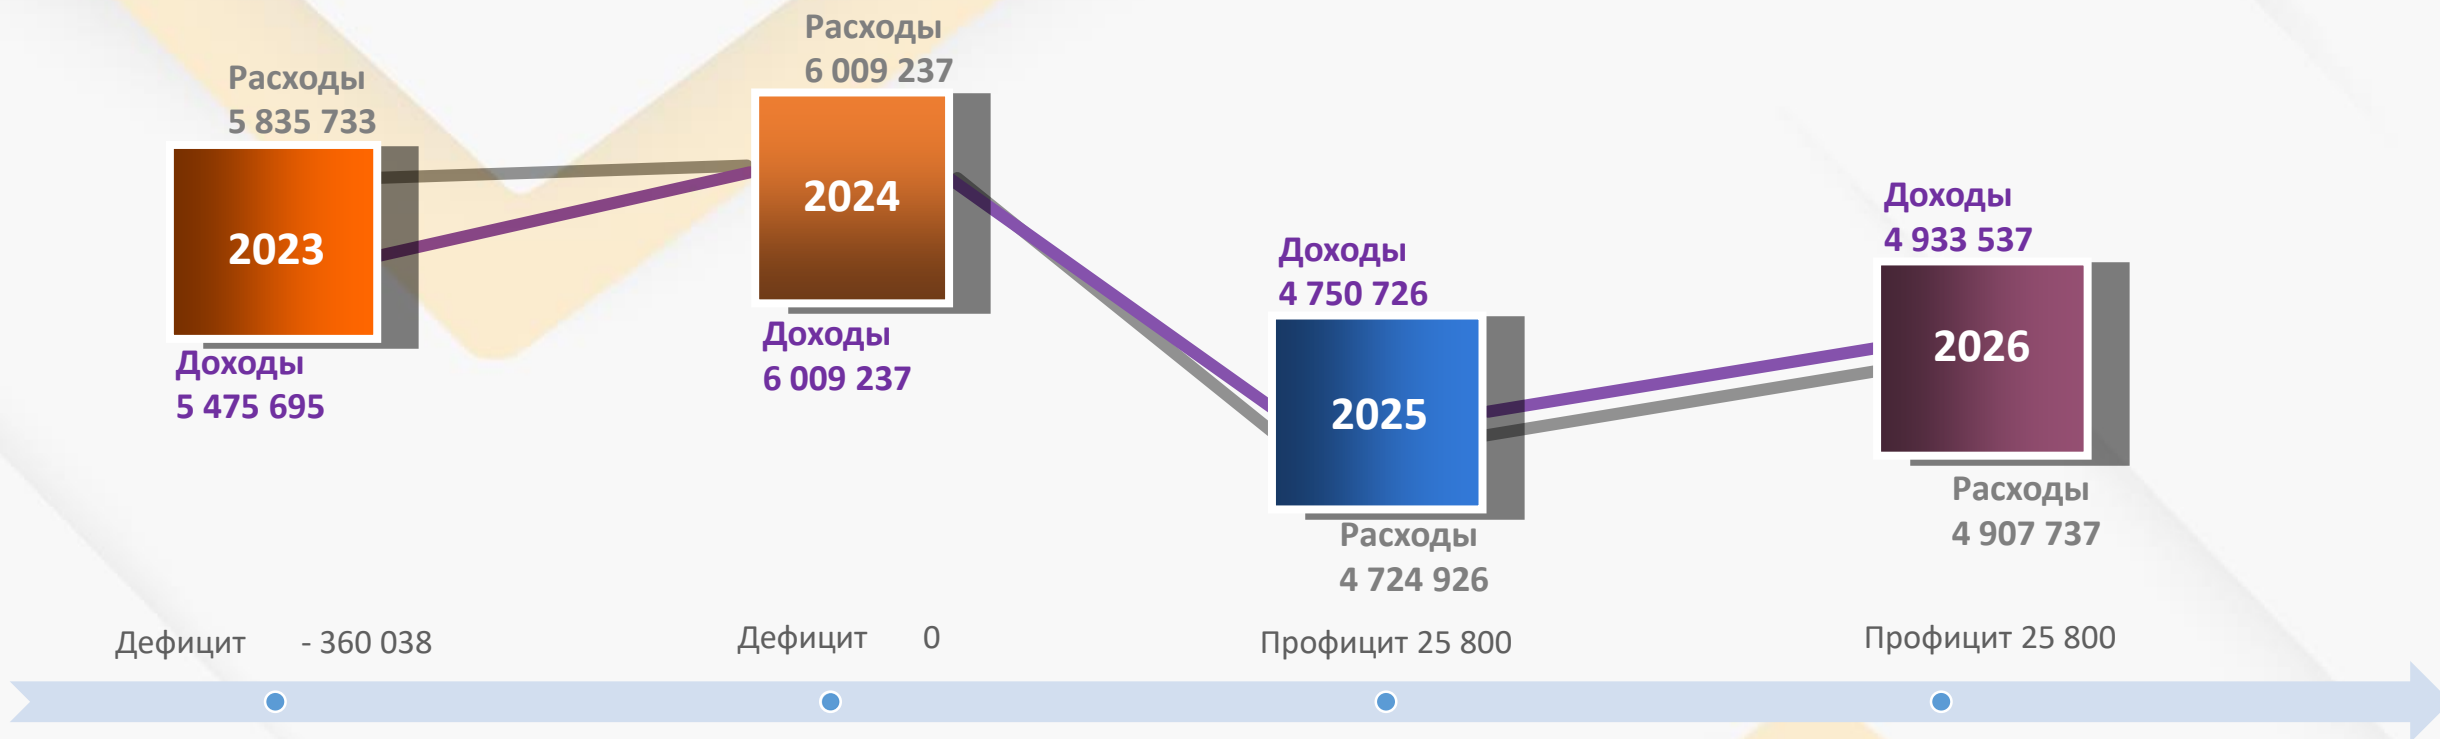 Расходы
5 835 733
2023
Доходы
5 475 695
Расходы
6 009 237
2024
Доходы
6 009 237
Доходы
4 750 726
2025
Расходы
4 724 926
Доходы
4 933 537
2026
Расходы
4 907 737
Дефицит - 360 038
Дефицит 0
Профицит 25 800
Профицит 25 800